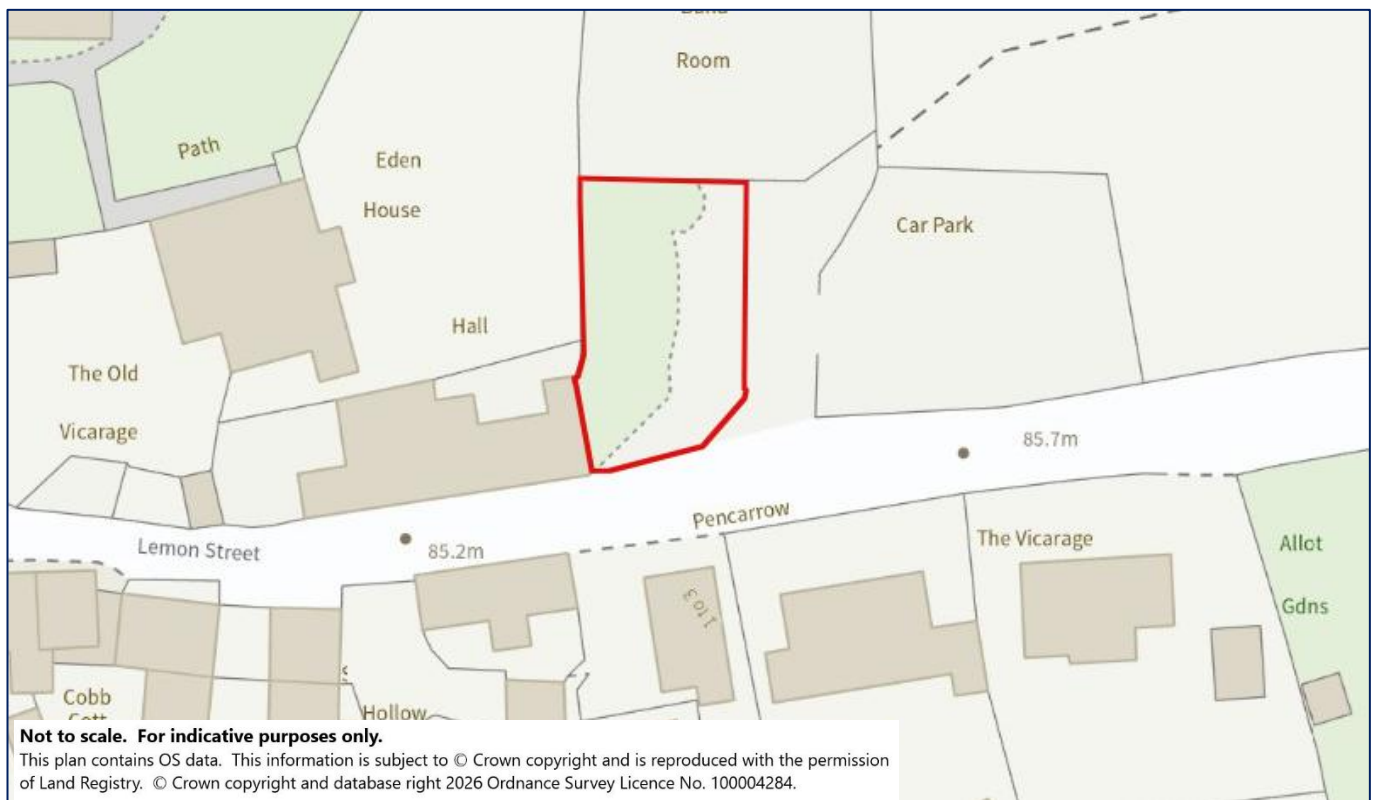 Room
Path
Eden
House
Car Park
Hall
The Old
Vicarage
85.7m
Pencarrow
The Vicarage
Lemon Street
85.2m
Allot
Gdns
1 to 3
Cobb
Hollow
Not to scale. For indicative purposes only.
This plan contains OS data. This information is subject to © Crown copyright and is reproduced with the permission
of Land Registry. © Crown copyright and database right 2026 Ordnance Survey Licence No. 100004284.